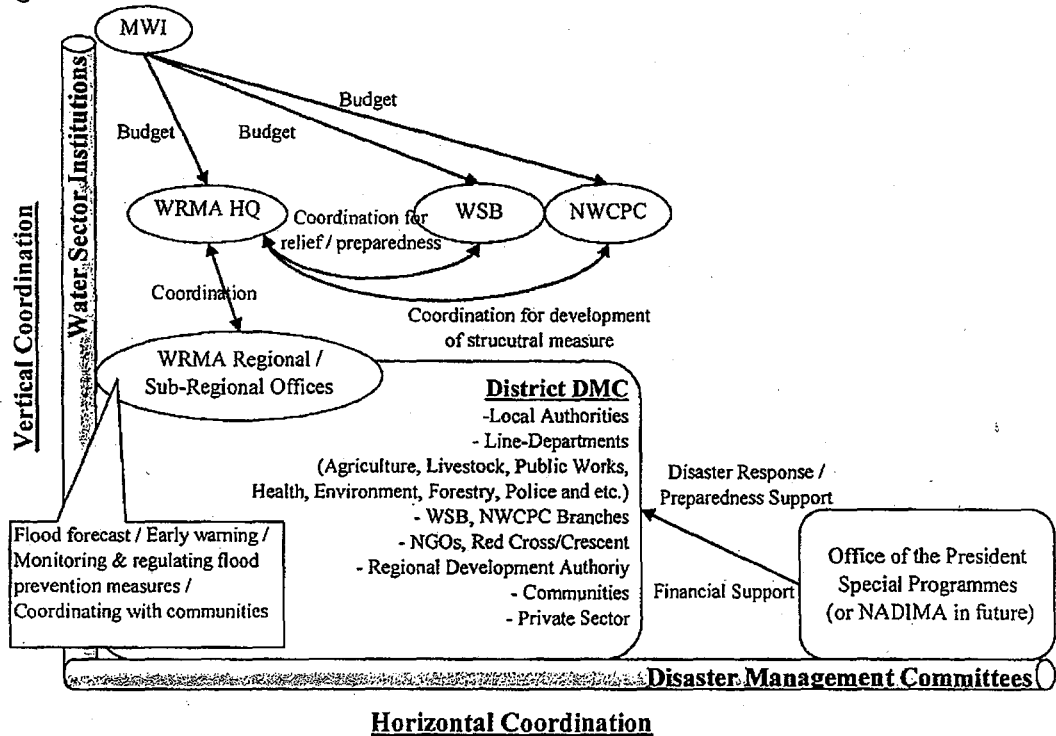 MWI
Water Sector Institutions
Vertical Coordination
Budget
Budget
Budget
WRMA HQ
Coordination for
relief / preparedness
WSB
NWCPC
Coordination
Coordination for development
of strucutral measure
WRMA Regional /
Sub-Regional Offices
District DMC
-Local Authorities
- Line-Departments
(Agriculture, Livestock, Public Works,
Health, Environment, Forestry, Police and etc.)
- WSB, NWCPC Branches
- NGOs, Red Cross/Crescent
- Regional Development Authoriy
- Communities
- Private Sector
Disaster Response /
Preparedness Support
Financial Support
Office of the President
Special Programmes
(or NADIMA in future)
Flood forecast / Early warning /
Monitoring & regulating flood
prevention measures /
Coordinating with communities
Disaster Management Committees
Horizontal Coordination